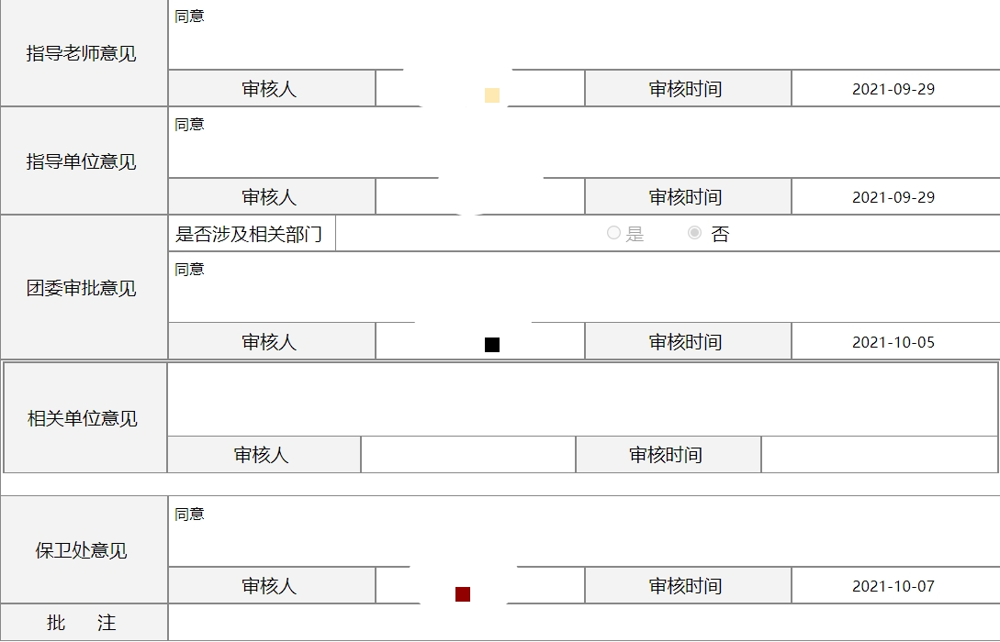 同意
指导老师意见
审核人 审核时间 2021-09-29
同意
指导单位意见
审核人 审核时间 2021-09-29
是否涉及相关部门 是 否
同意
团委审批意见
审核人 审核时间 2021-10-05
相关单位意见
审核人 审核时间
同意
保卫处意见
审核人 审核时间 2021-10-07
批 注